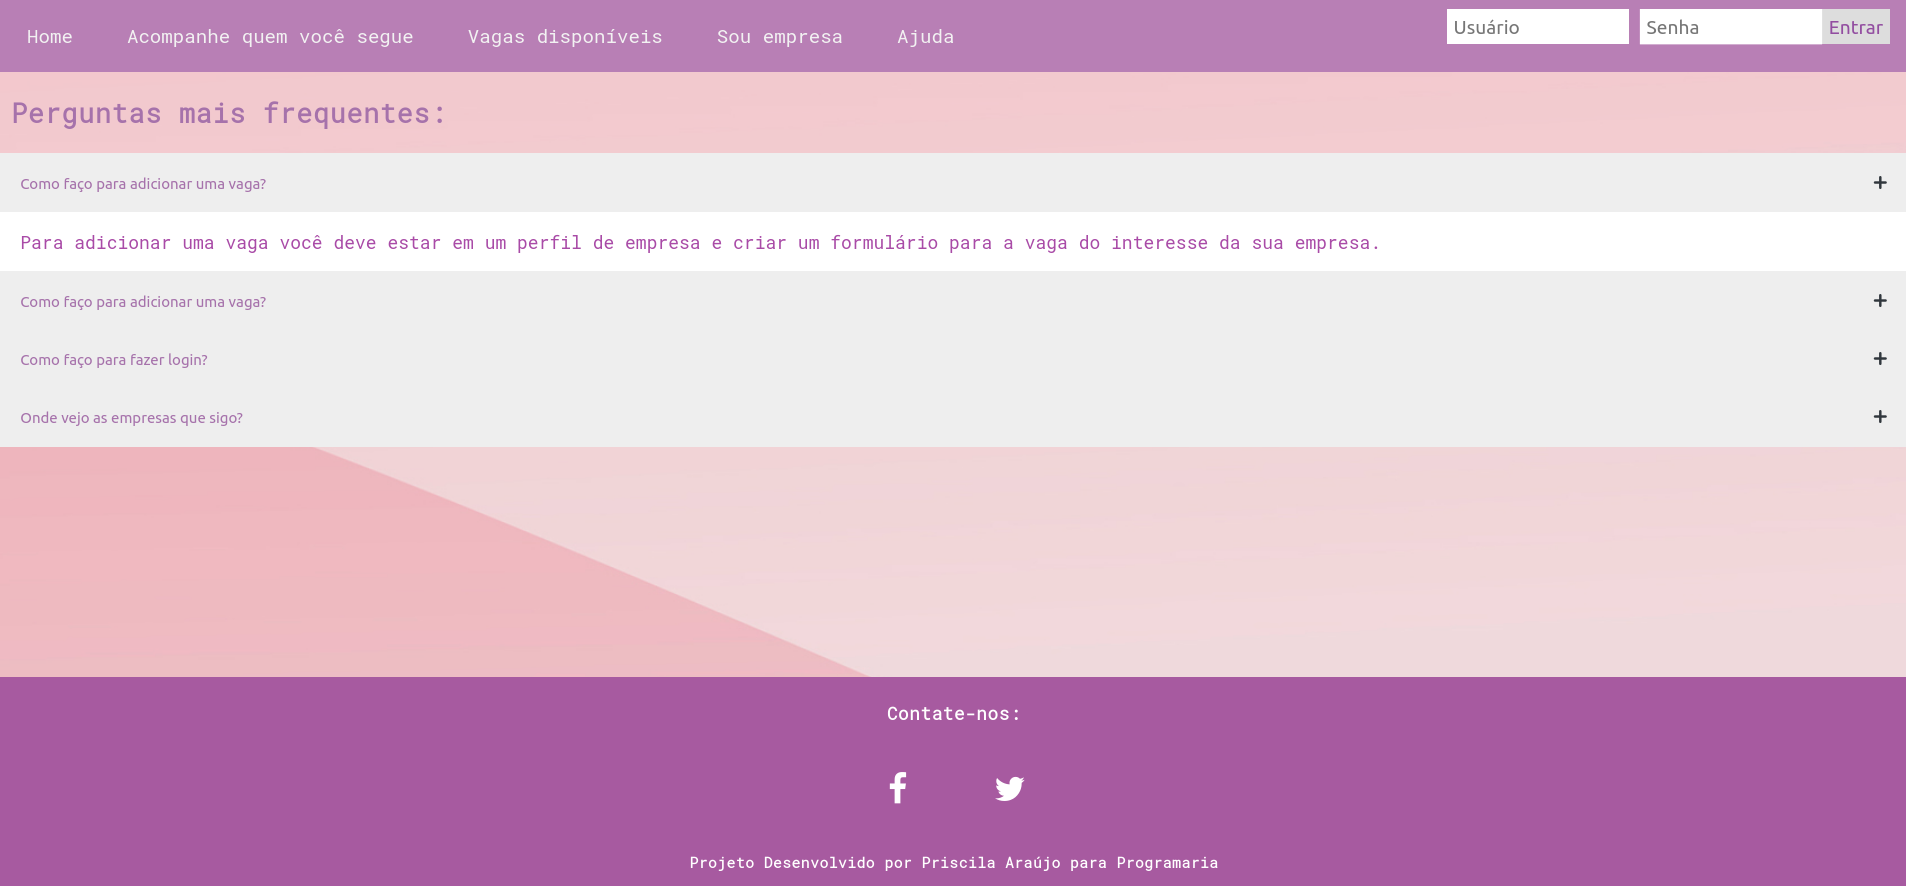 Home Acompanhe quem você segue Vagas disponíveis Sou empresa Ajuda Usuário Senha Entrar
Perguntas mais frequentes:
Como faço para adicionar uma vaga? +
Para adicionar uma vaga você deve estar em um perfil de empresa e criar um formulário para a vaga do interesse da sua empresa.
Como faço para adicionar uma vaga? +
Como faço para fazer login? +
Onde vejo as empresas que sigo? +
Contate-nos:
Projeto Desenvolvido por Priscila Araújo para Programaria